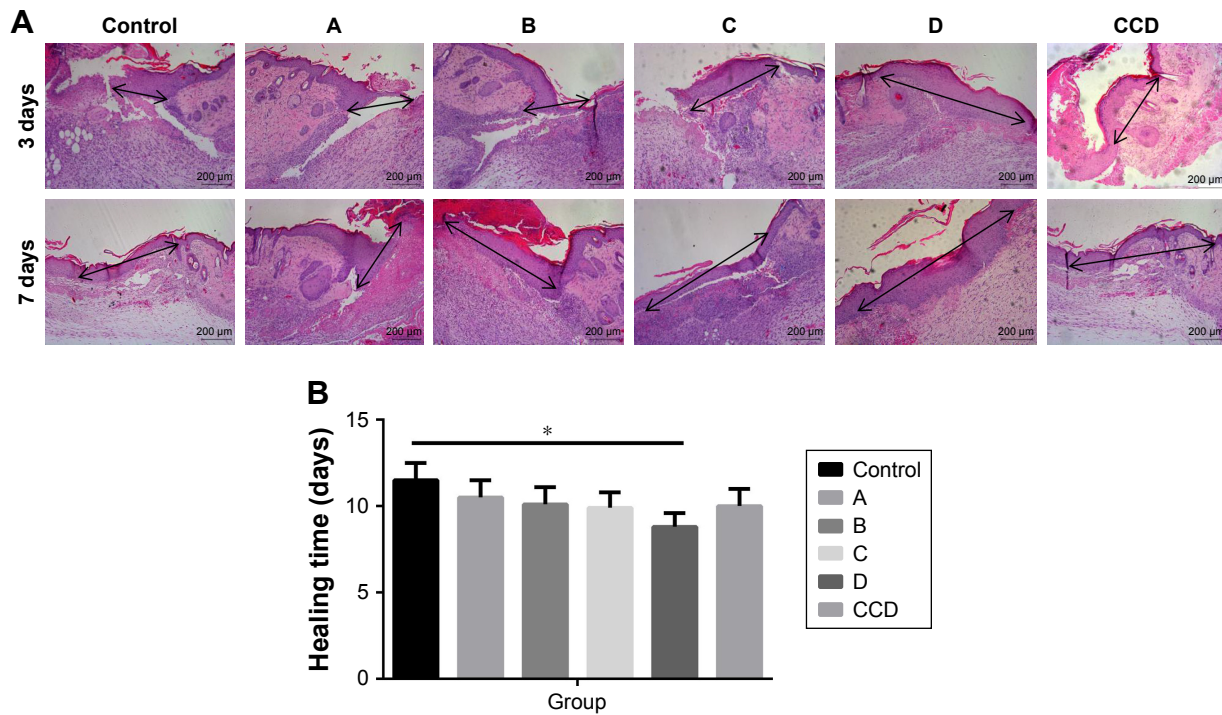 A
Control
A
B
C
D
CCD
3 days
200 µm
200 µm
200 µm
200 µm
200 µm
200 µm
7 days
200 µm
200 µm
200 µm
200 µm
200 µm
200 µm
B
Healing time (days)
15
10
5
0
*
Group
Control
A
B
C
D
CCD